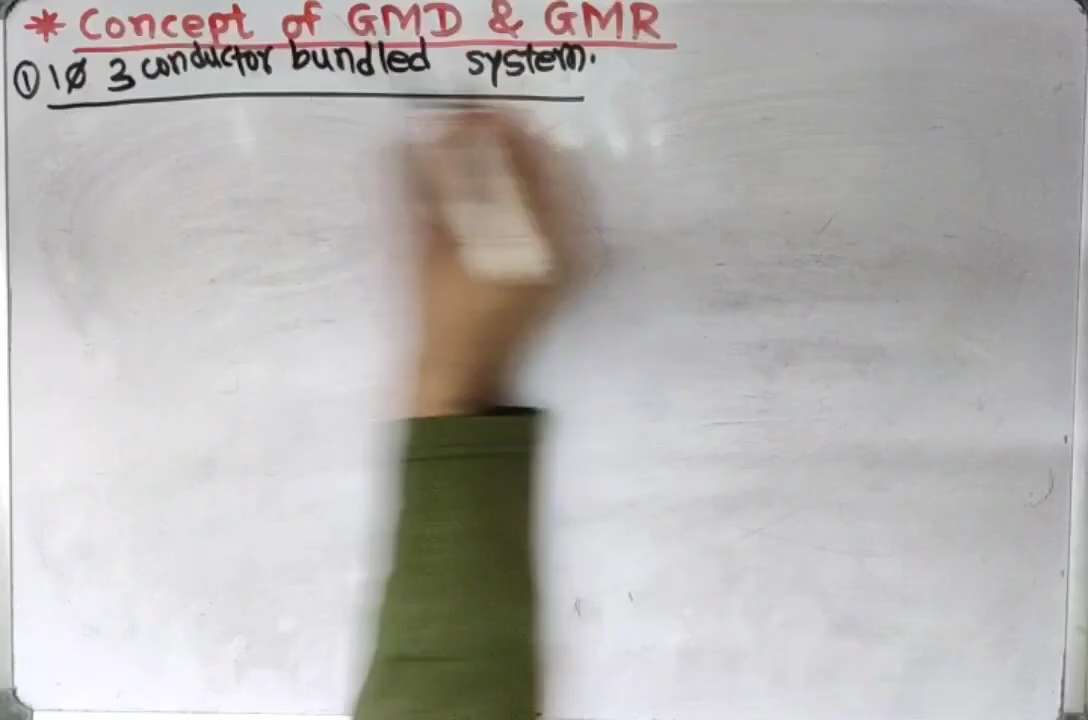 * Concept of GMD & GMR
① 1Ø 3 conductor bundled system.